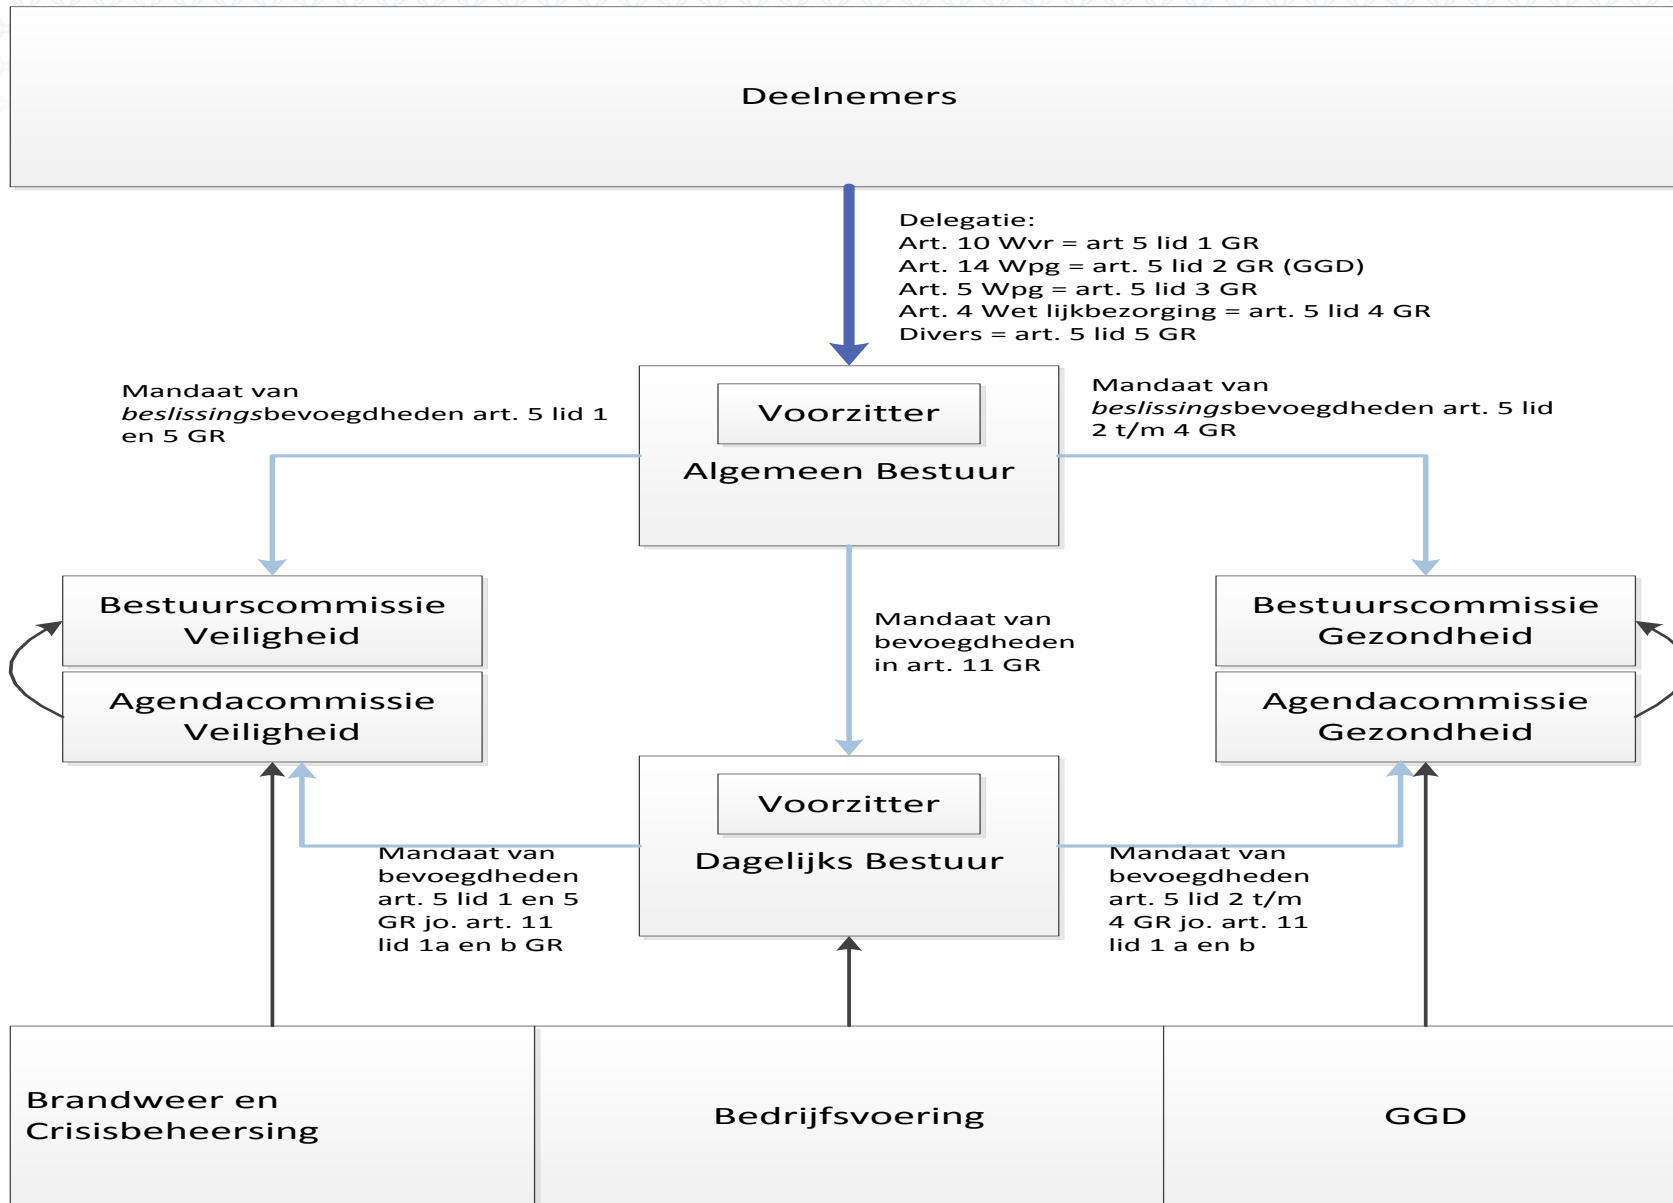 Deelnemers
Delegatie:
Art. 10 Wvr = art 5 lid 1 GR
Art. 14 Wpg = art. 5 lid 2 GR (GGD)
Art. 5 Wpg = art. 5 lid 3 GR
Art. 4 Wet lijkbezorging = art. 5 lid 4 GR
Divers = art. 5 lid 5 GR
Mandaat van
beslissingsbevoegdheden art. 5 lid 1
en 5 GR
Voorzitter
Algemeen Bestuur
Mandaat van
beslissingsbevoegdheden art. 5 lid
2 t/m 4 GR
Bestuurscommissie
Veiligheid
Agendacommissie
Veiligheid
Mandaat van
bevoegdheden
in art. 11 GR
Bestuurscommissie
Gezondheid
Agendacommissie
Gezondheid
Voorzitter
Dagelijks Bestuur
Mandaat van
bevoegdheden
art. 5 lid 1 en 5
GR jo. art. 11
lid 1a en b GR
Mandaat van
bevoegdheden
art. 5 lid 2 t/m
4 GR jo. art. 11
lid 1 a en b
Brandweer en
Crisisbeheersing
Bedrijfsvoering
GGD